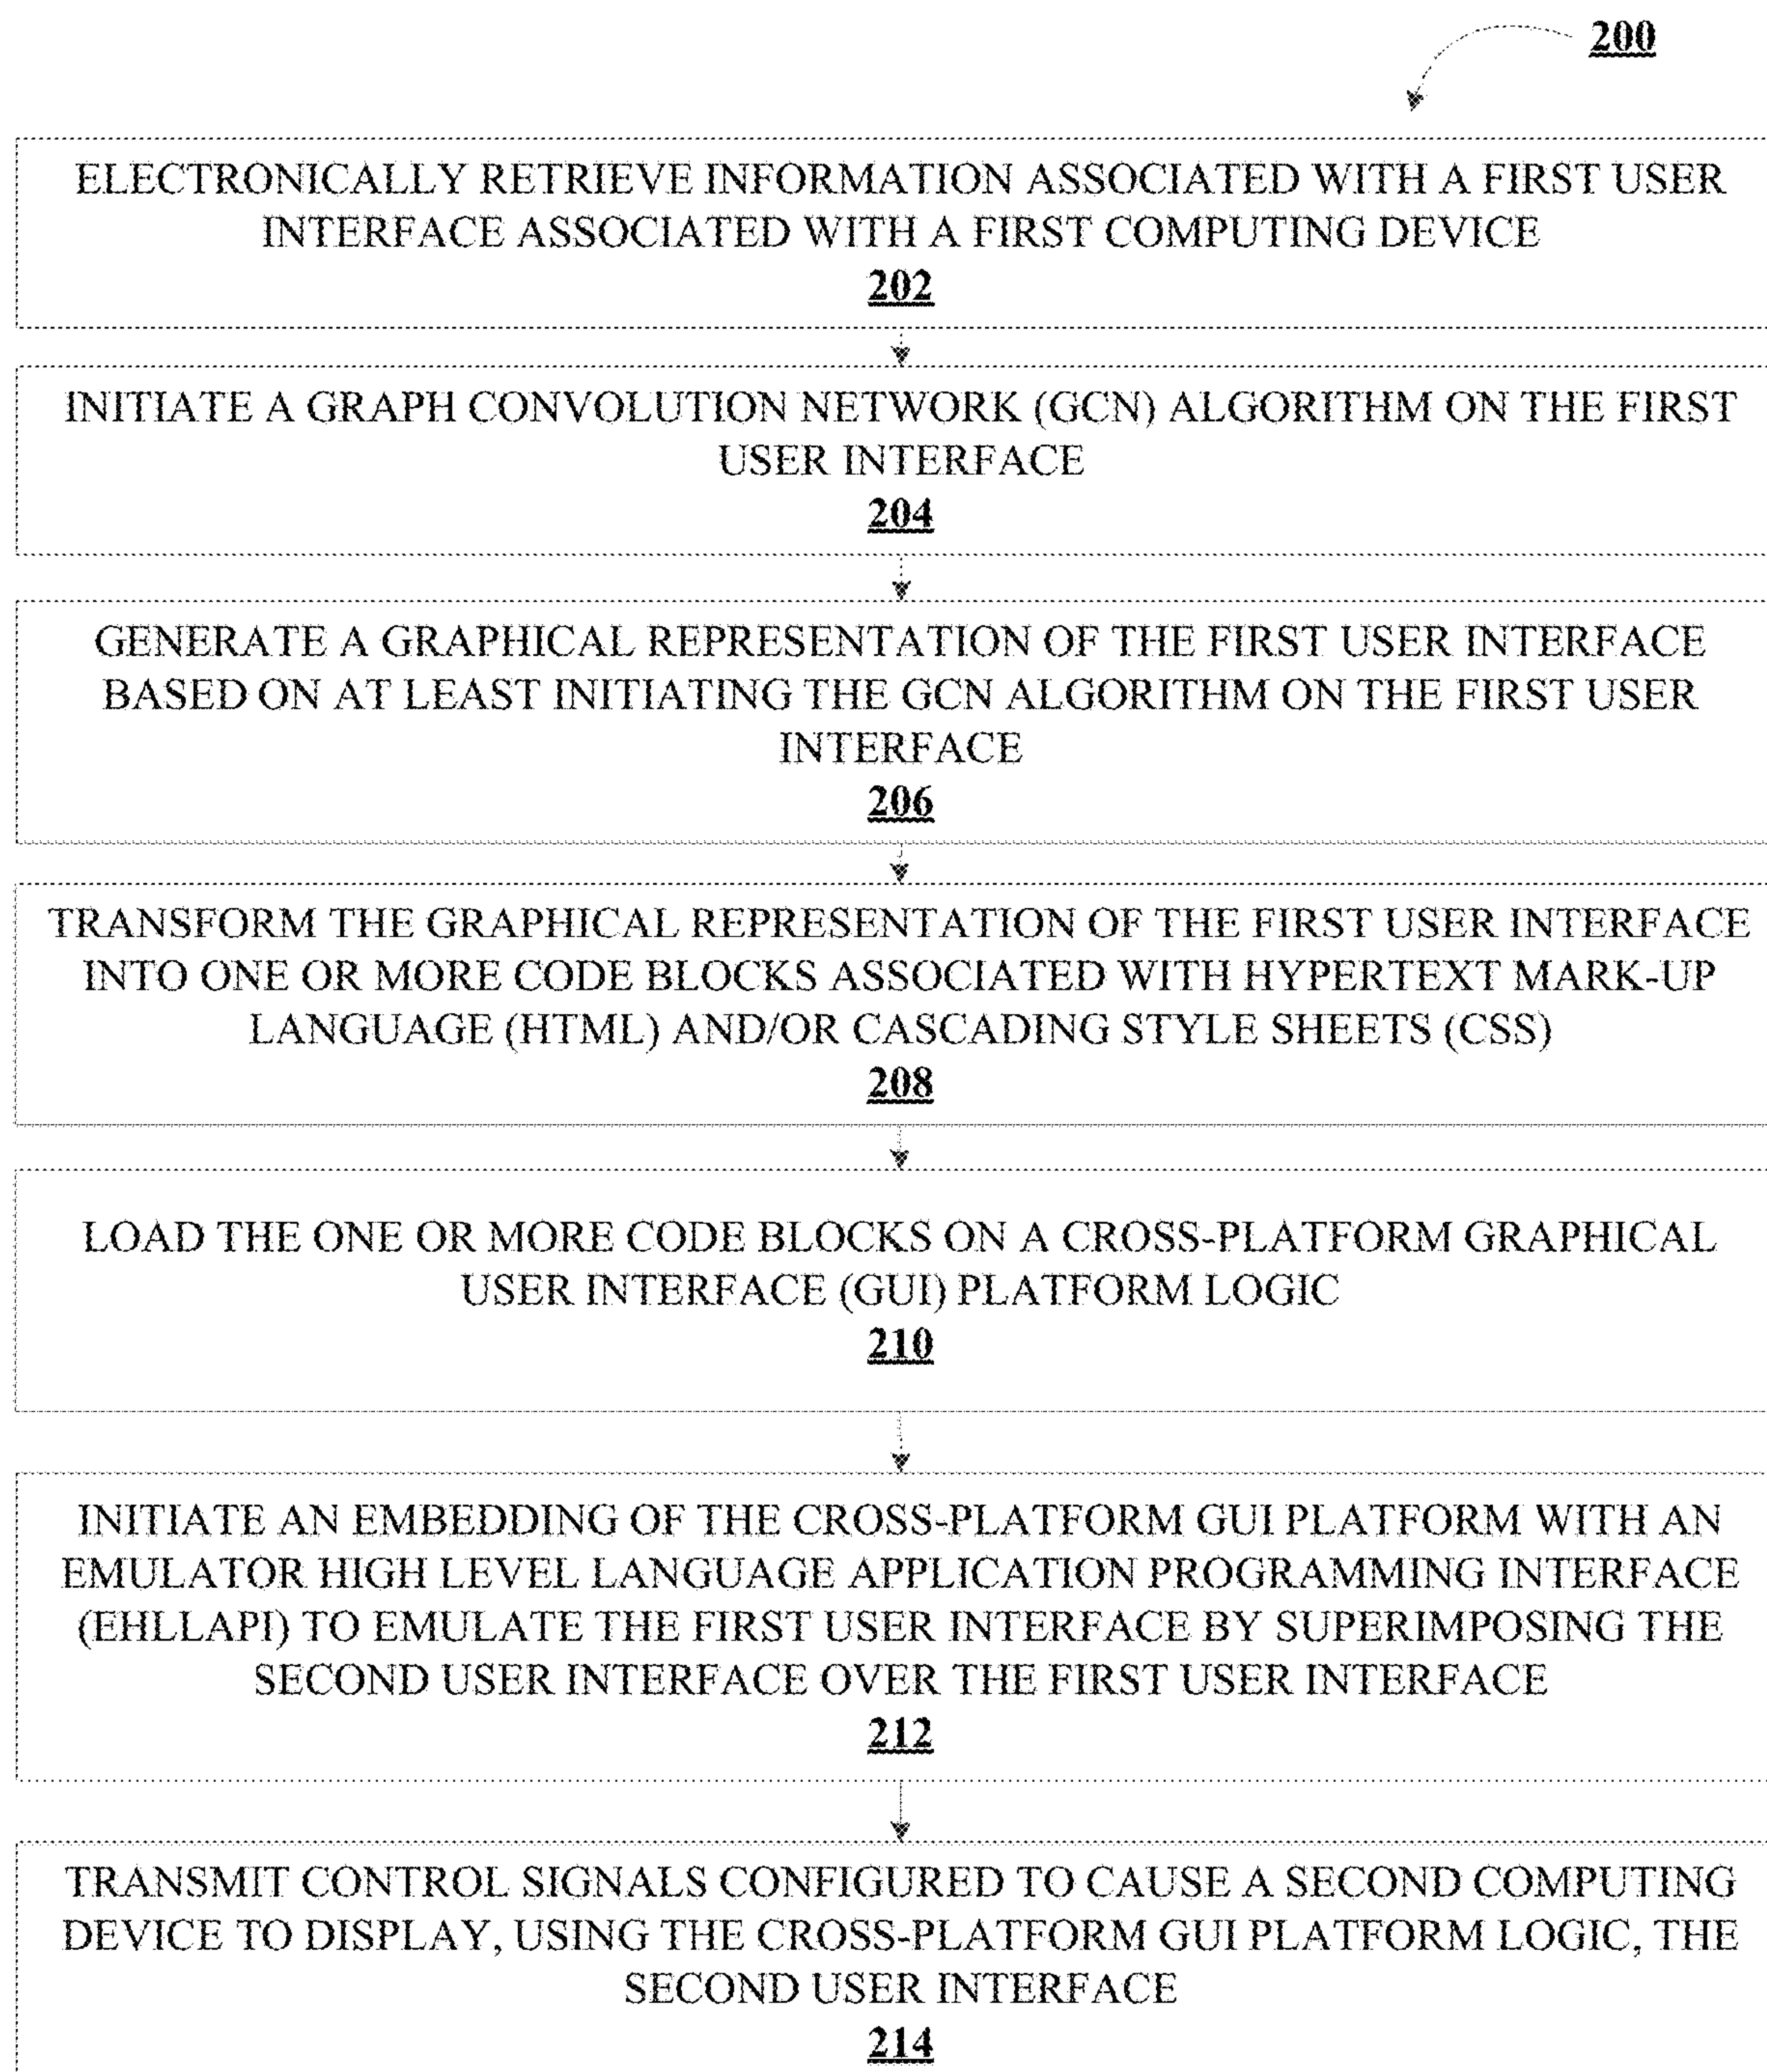 200
ELECTRONICALLY RETRIEVE INFORMATION ASSOCIATED WITH A FIRST USER
INTERFACE ASSOCIATED WITH A FIRST COMPUTING DEVICE
202
INITIATE A GRAPH CONVOLUTION NETWORK (GCN) ALGORITHM ON THE FIRST
USER INTERFACE
204
GENERATE A GRAPHICAL REPRESENTATION OF THE FIRST USER INTERFACE
BASED ON AT LEAST INITIATING THE GCN ALGORITHM ON THE FIRST USER
INTERFACE
206
TRANSFORM THE GRAPHICAL REPRESENTATION OF THE FIRST USER INTERFACE
INTO ONE OR MORE CODE BLOCKS ASSOCIATED WITH HYPERTEXT MARK-UP
LANGUAGE (HTML) AND/OR CASCADING STYLE SHEETS (CSS)
208
LOAD THE ONE OR MORE CODE BLOCKS ON A CROSS-PLATFORM GRAPHICAL
USER INTERFACE (GUI) PLATFORM LOGIC
210
INITIATE AN EMBEDDING OF THE CROSS-PLATFORM GUI PLATFORM WITH AN
EMULATOR HIGH LEVEL LANGUAGE APPLICATION PROGRAMMING INTERFACE
(EHLLAPI) TO EMULATE THE FIRST USER INTERFACE BY SUPERIMPOSING THE
SECOND USER INTERFACE OVER THE FIRST USER INTERFACE
212
TRANSMIT CONTROL SIGNALS CONFIGURED TO CAUSE A SECOND COMPUTING
DEVICE TO DISPLAY, USING THE CROSS-PLATFORM GUI PLATFORM LOGIC, THE
SECOND USER INTERFACE
214